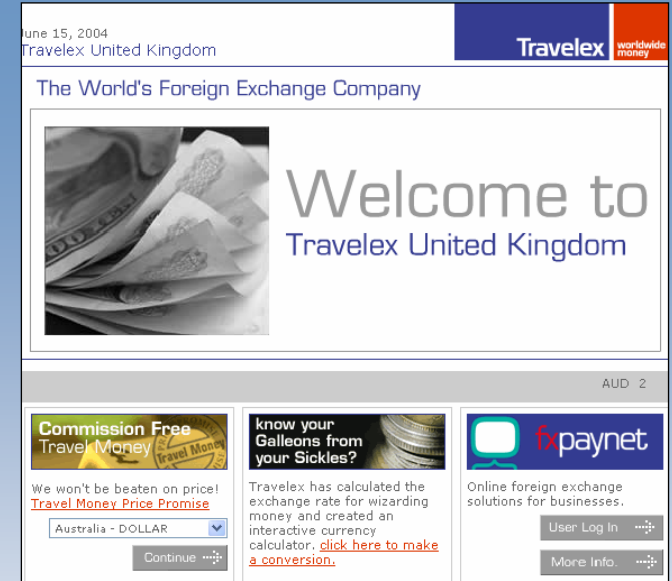 June 15, 2004
Travelex United Kingdom
Travelex worldwide money
The World's Foreign Exchange Company
Welcome to
Travelex United Kingdom
AUD 2
Commission Free
Travel Money
Travel Money
We won't be beaten on price!
Travel Money Price Promise
Australia - DOLLAR
Continue
know your
Galleons from
your Sickles?
Travelex has calculated the
exchange rate for wizarding
money and created an
interactive currency
calculator. click here to make
a conversion.
fxpaynet
Online foreign exchange
solutions for businesses.
User Log In
More Info.